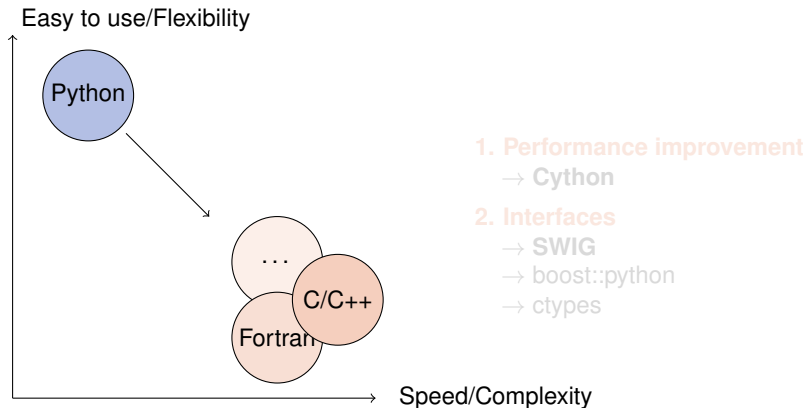 Easy to use/Flexibility
Python
1. Performance improvement
→ Cython
2. Interfaces
→ SWIG
→ boost::python
→ ctypes
...
C/C++
Fortran
Speed/Complexity